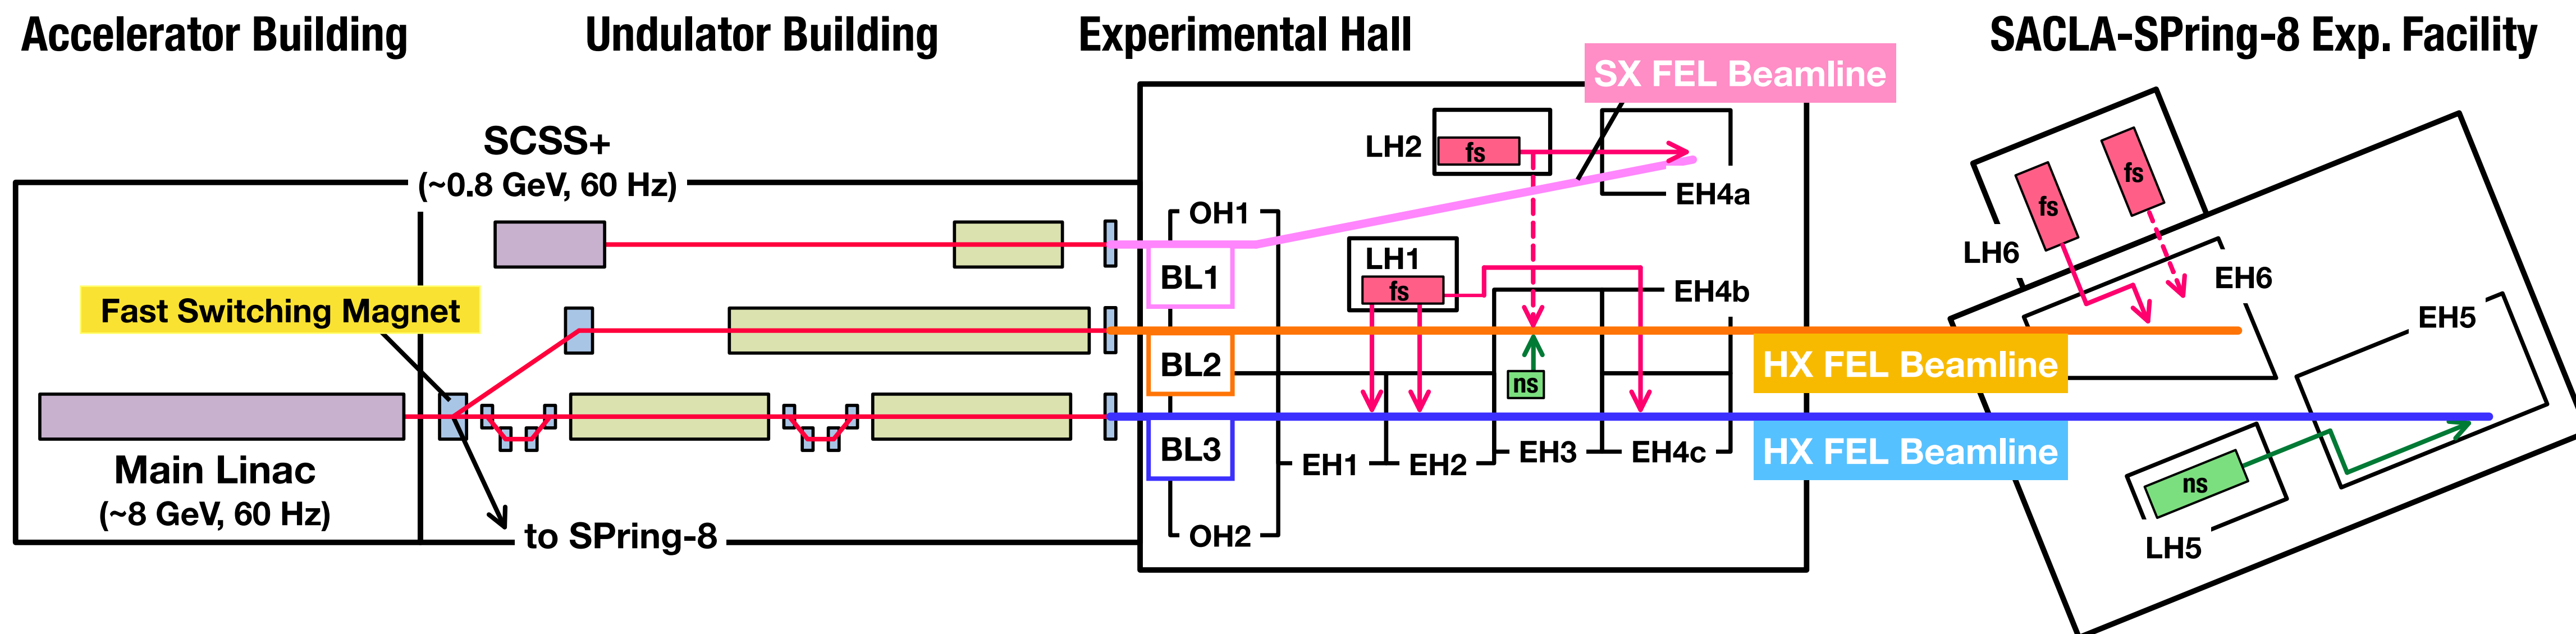 Accelerator Building
Undulator Building
Experimental Hall
SACLA-SPring-8 Exp. Facility
SX FEL Beamline
SCSS+
(~0.8 GeV, 60 Hz)
LH2
fs
EH4a
OH1
LH1
fs
BL1
EH4b
Fast Switching Magnet
BL2
ns
HX FEL Beamline
BL3
HX FEL Beamline
EH1
EH2
EH3
EH4c
OH2
Main Linac
(~8 GeV, 60 Hz)
to SPring-8
fs
fs
LH6
EH6
EH5
ns
LH5